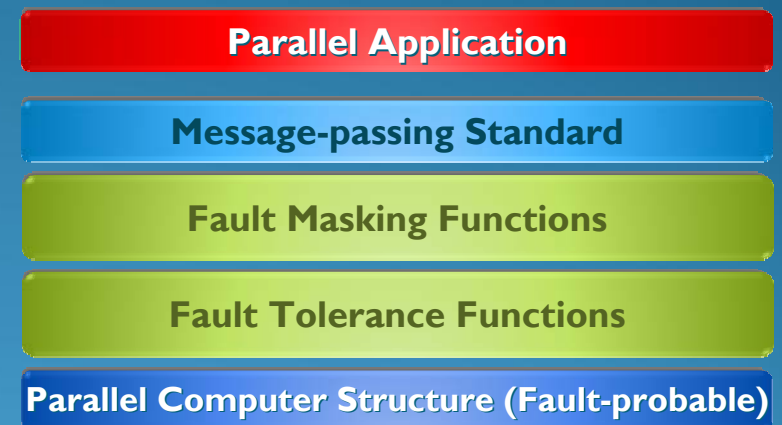 Parallel Application
Message-passing Standard
Fault Masking Functions
Fault Tolerance Functions
Parallel Computer Structure (Fault-probable)